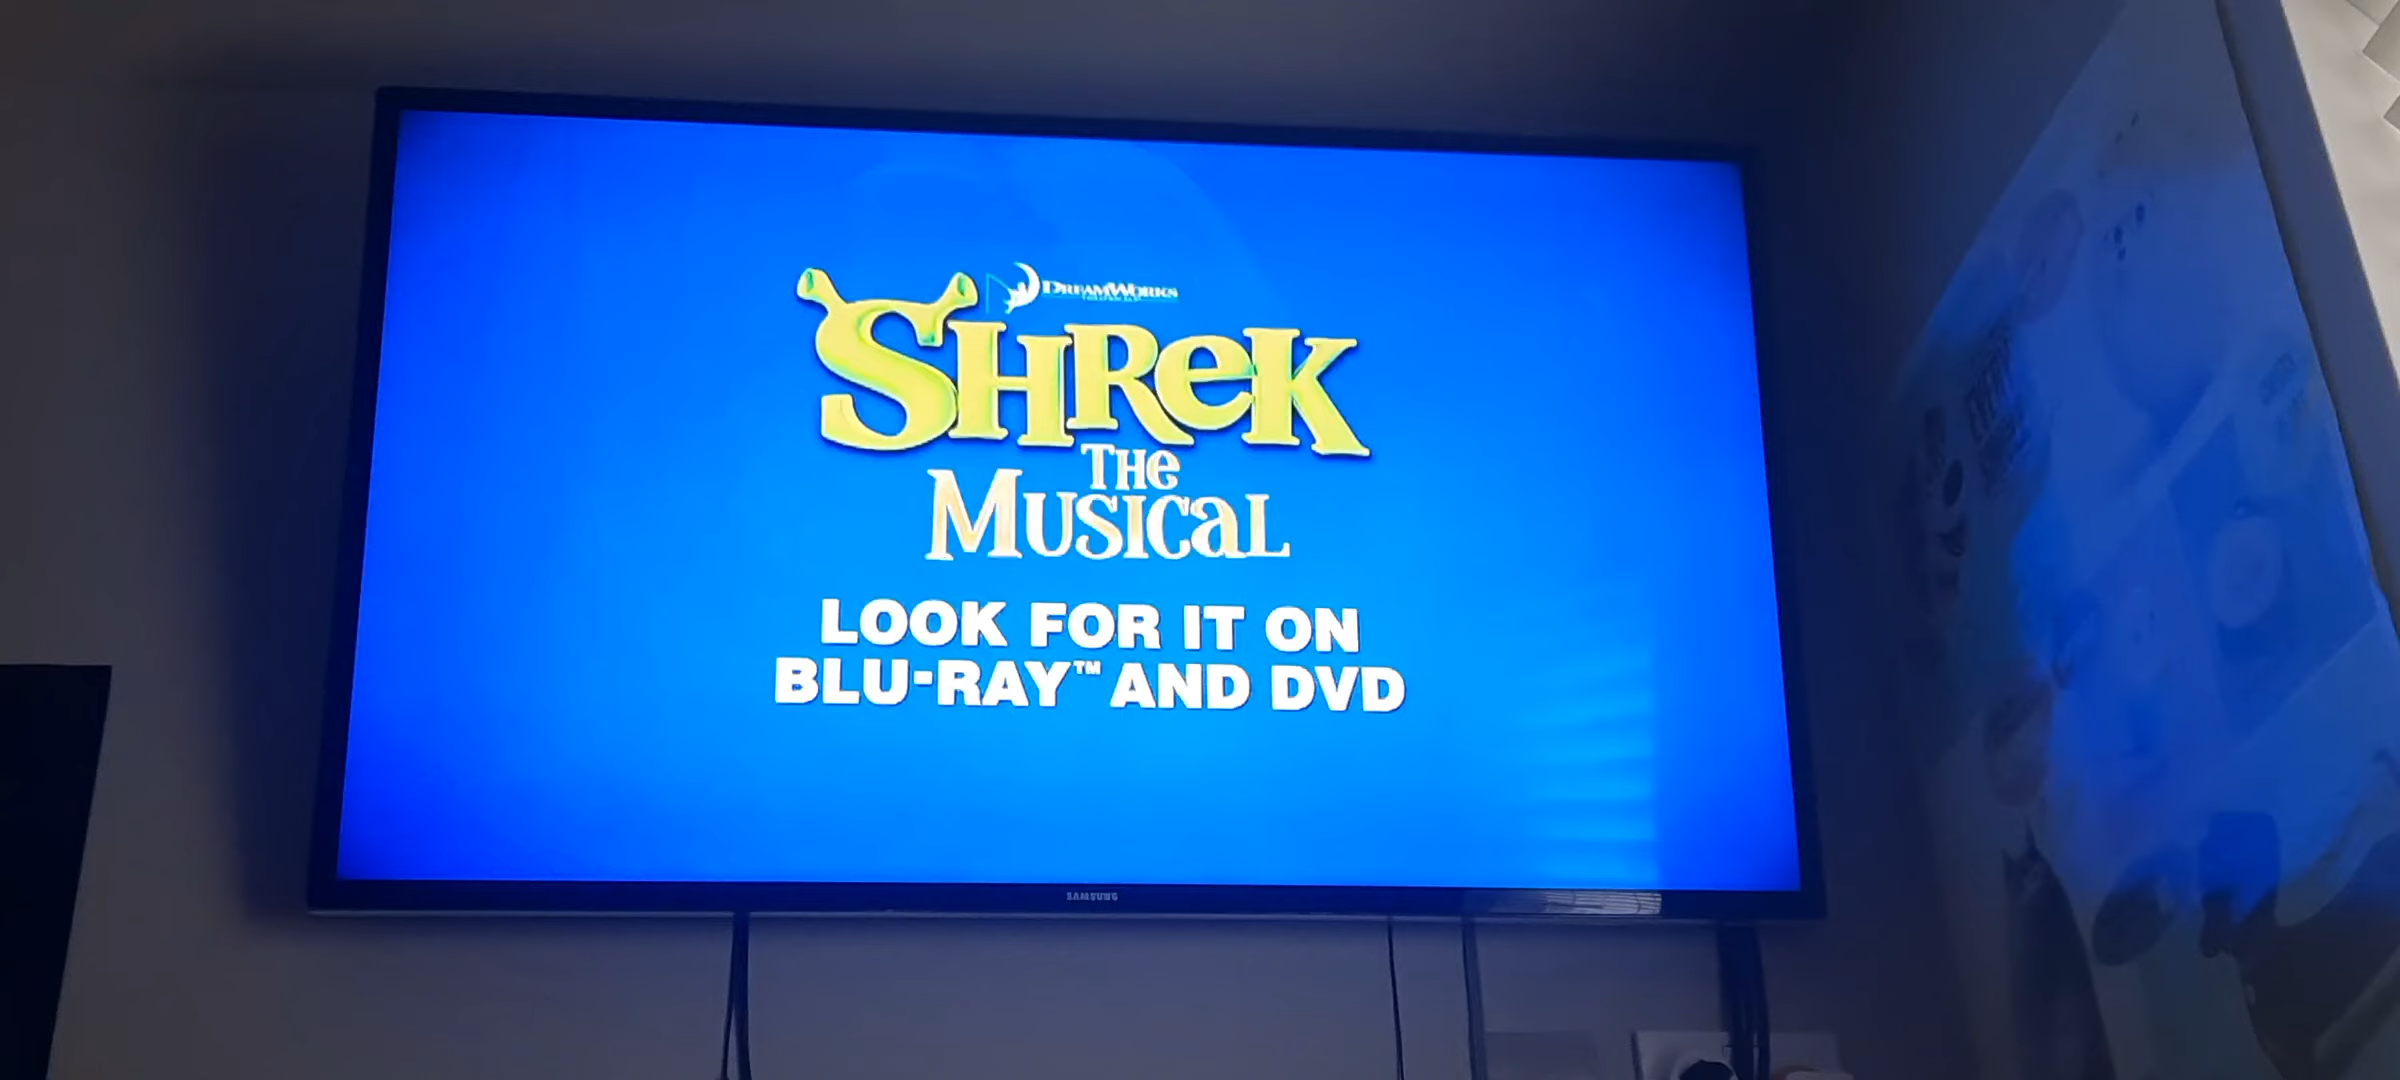 DREAMWORKS
SHREK
THE
MUSICAL
LOOK FOR IT ON
BLU-RAY™ AND DVD
SAMSUNG